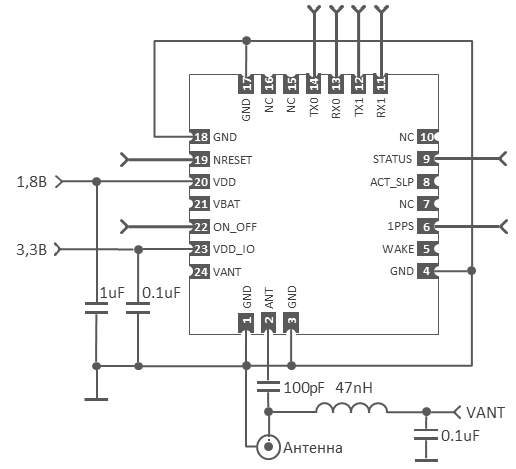 17 16 15 14 13 12 11
GND NC NC TX0 RX0 TX1 RX1
18 GND NC 10
19 NRESET STATUS 9
1,8В 20 VDD ACT_SLP 8
21 VBAT NC 7
22 ON_OFF 1PPS 6
3,3В 23 VDD_IO WAKE 5
24 VANT GND 4
1uF 0.1uF GND ANT GND
1 2 3
100pF 47nH
VANT
0.1uF
Антенна